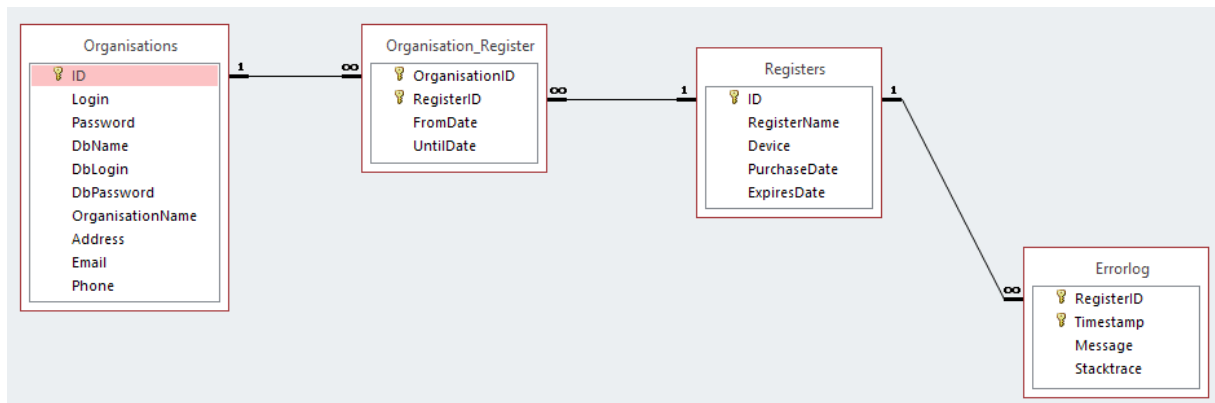 Organisations
ID
Login
Password
DbName
DbLogin
DbPassword
OrganisationName
Address
Email
Phone
1
∞
Organisation_Register
OrganisationID
RegisterID
FromDate
UntilDate
∞
1
Registers
ID
RegisterName
Device
PurchaseDate
ExpiresDate
1
∞
Errorlog
RegisterID
Timestamp
Message
Stacktrace